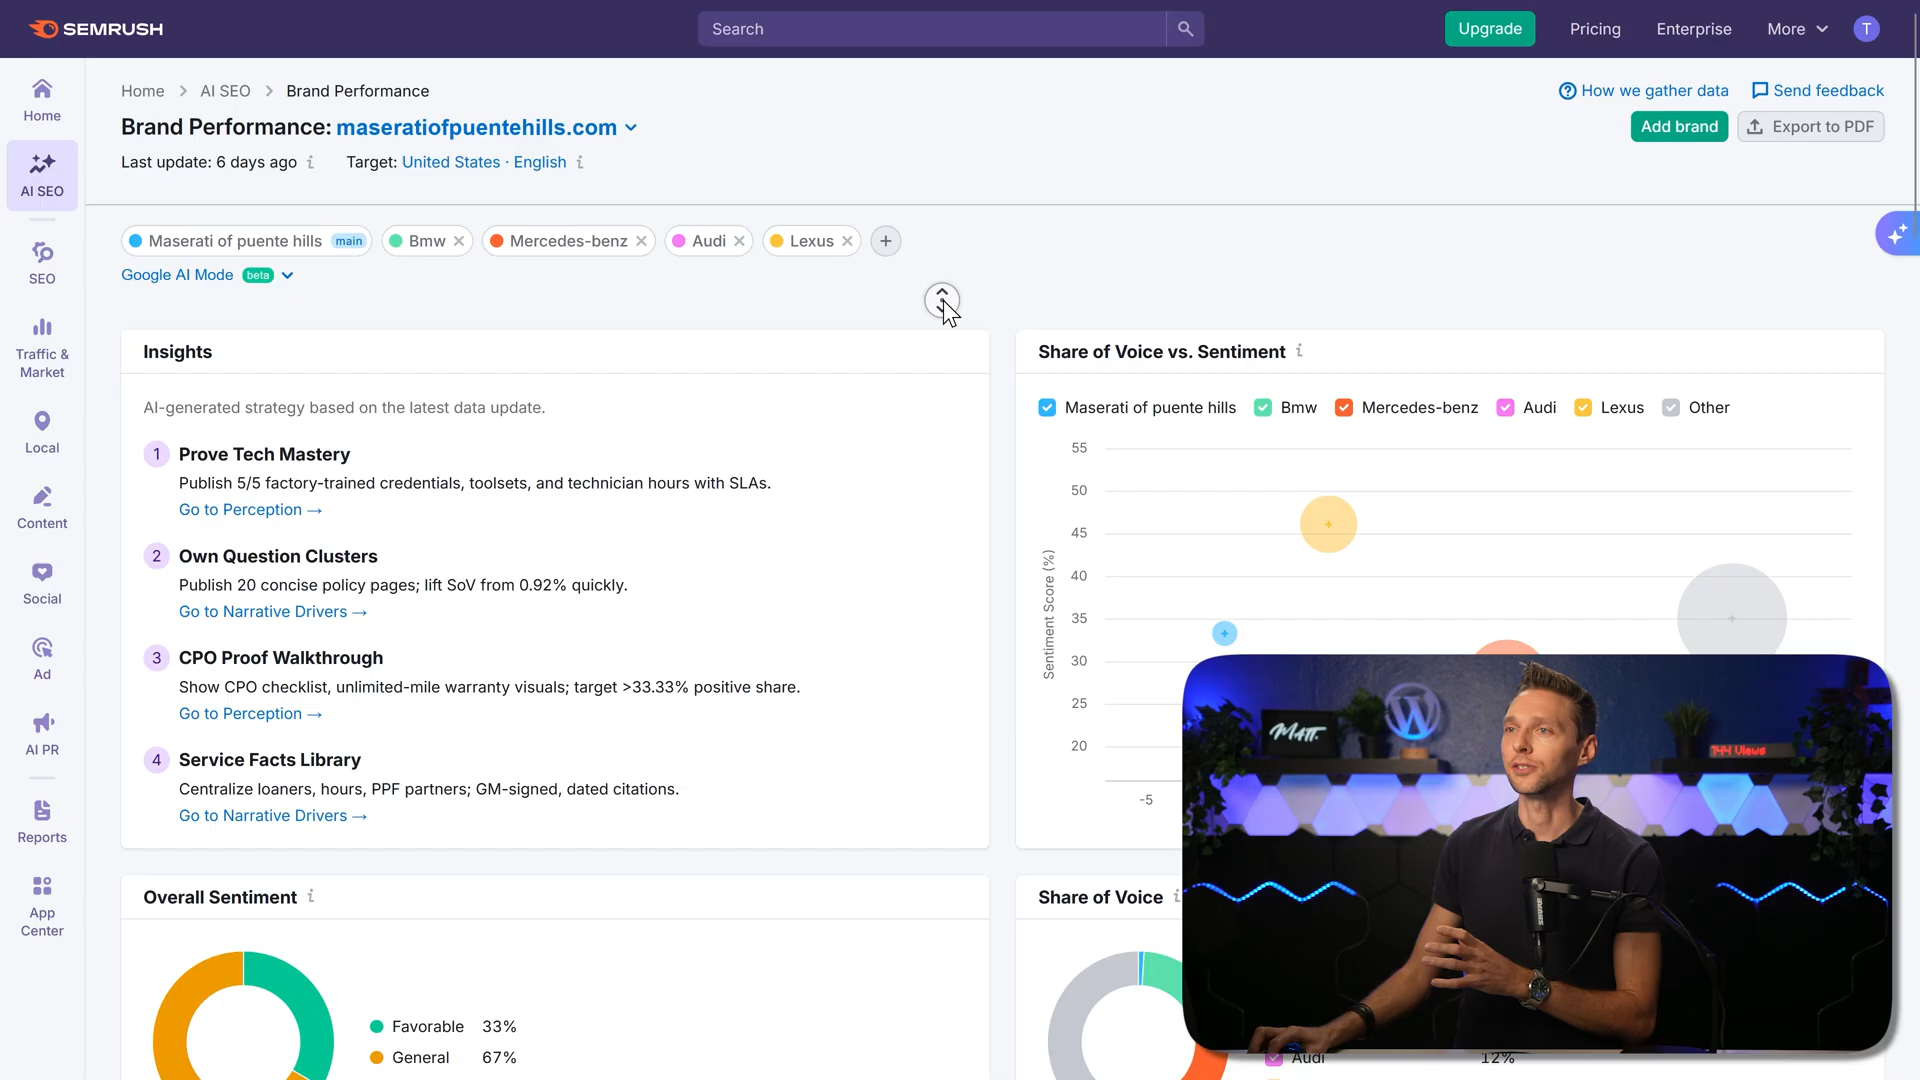 SEMRUSH
Search
Upgrade
Pricing
Enterprise
More
T
Home
AI SEO
SEO
Traffic &
Market
Local
Content
Social
Ad
AI PR
Reports
App
Center
Home > AI SEO > Brand Performance
How we gather data
Send feedback
Brand Performance: maseratiofpuentehills.com
Add brand
Export to PDF
Last update: 6 days ago
Target: United States · English
Maserati of puente hills main
Bmw
Mercedes-benz
Audi
Lexus
Google AI Mode beta
Insights
AI-generated strategy based on the latest data update.
1 Prove Tech Mastery
Publish 5/5 factory-trained credentials, toolsets, and technician hours with SLAs.
Go to Perception →
2 Own Question Clusters
Publish 20 concise policy pages; lift SoV from 0.92% quickly.
Go to Narrative Drivers →
3 CPO Proof Walkthrough
Show CPO checklist, unlimited-mile warranty visuals; target >33.33% positive share.
Go to Perception →
4 Service Facts Library
Centralize loaners, hours, PPF partners; GM-signed, dated citations.
Go to Narrative Drivers →
Share of Voice vs. Sentiment
Maserati of puente hills
Bmw
Mercedes-benz
Audi
Lexus
Other
Sentiment Score (%)
55
50
45
40
35
30
25
20
-5
Overall Sentiment
Favorable 33%
General 67%
Share of Voice
Audi 12%
MATT.
144 Views
SHURE